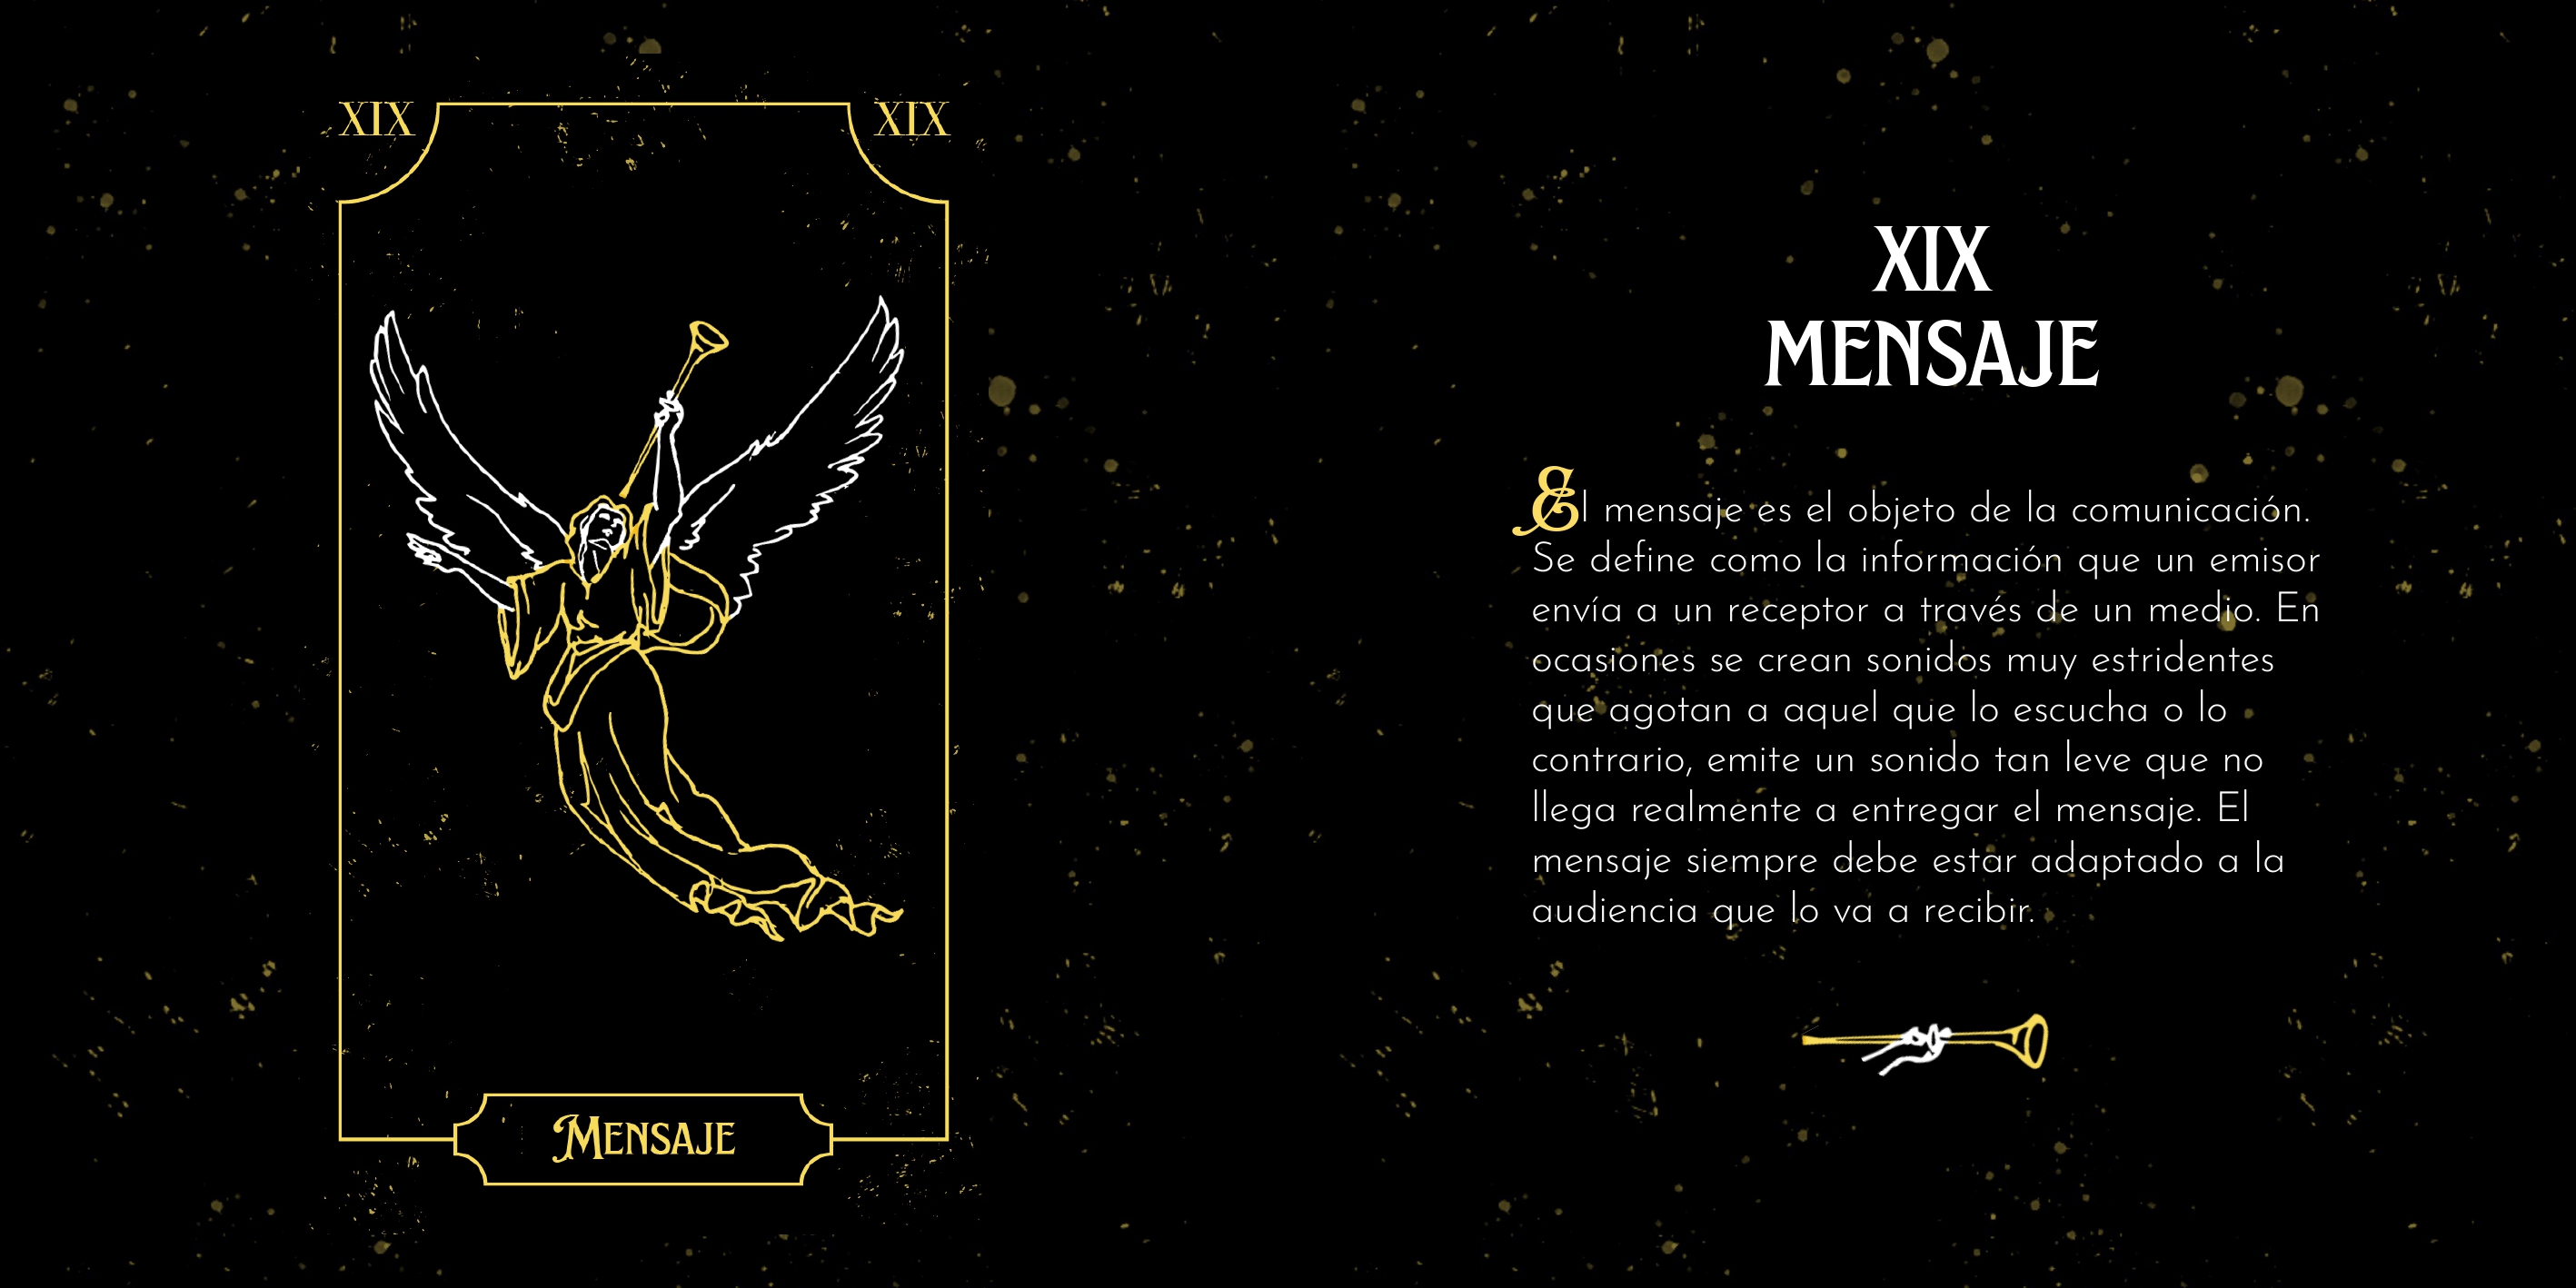 XIX
XIX
MENSAJE
XIX
MENSAJE
El mensaje es el objeto de la comunicación.
Se define como la información que un emisor
envía a un receptor a través de un medio. En
ocasiones se crean sonidos muy estridentes
que agotan a aquel que lo escucha o lo
contrario, emite un sonido tan leve que no
llega realmente a entregar el mensaje. El
mensaje siempre debe estar adaptado a la
audiencia que lo va a recibir.